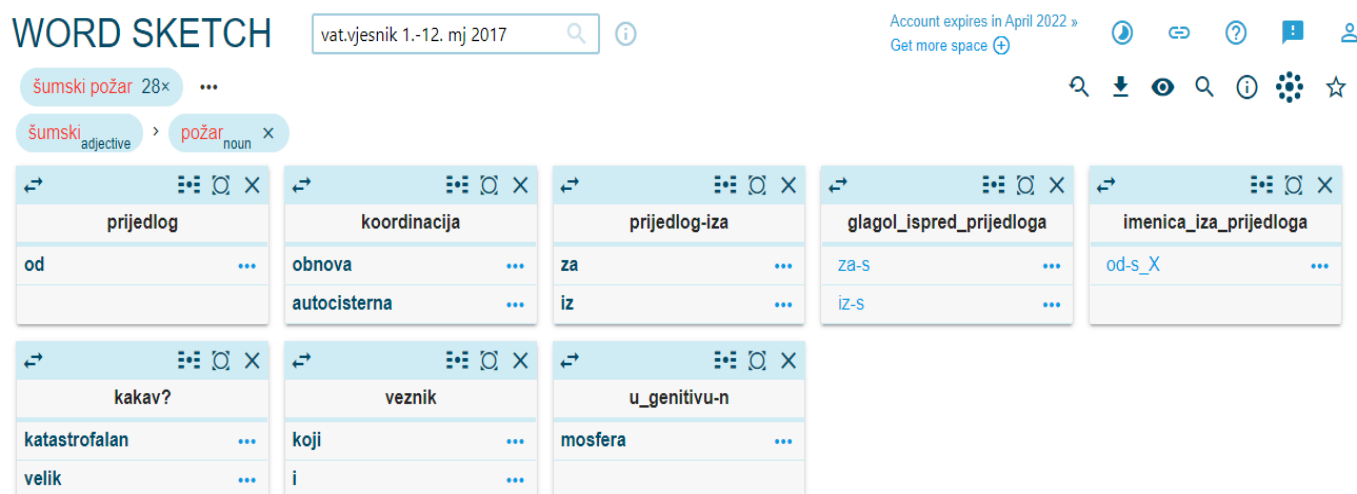 WORD SKETCH
vat.vjesnik 1.-12. mj 2017
Account expires in April 2022 »
Get more space
šumski požar 28×
šumski adjective > požar noun ×
prijedlog
od
koordinacija
obnova
autocisterna
prijedlog-iza
za
iz
glagol_ispred_prijedloga
za-s
iz-s
imenica_iza_prijedloga
od-s_X
kakav?
katastrofalan
velik
veznik
koji
i
u_genitivu-n
mosfera